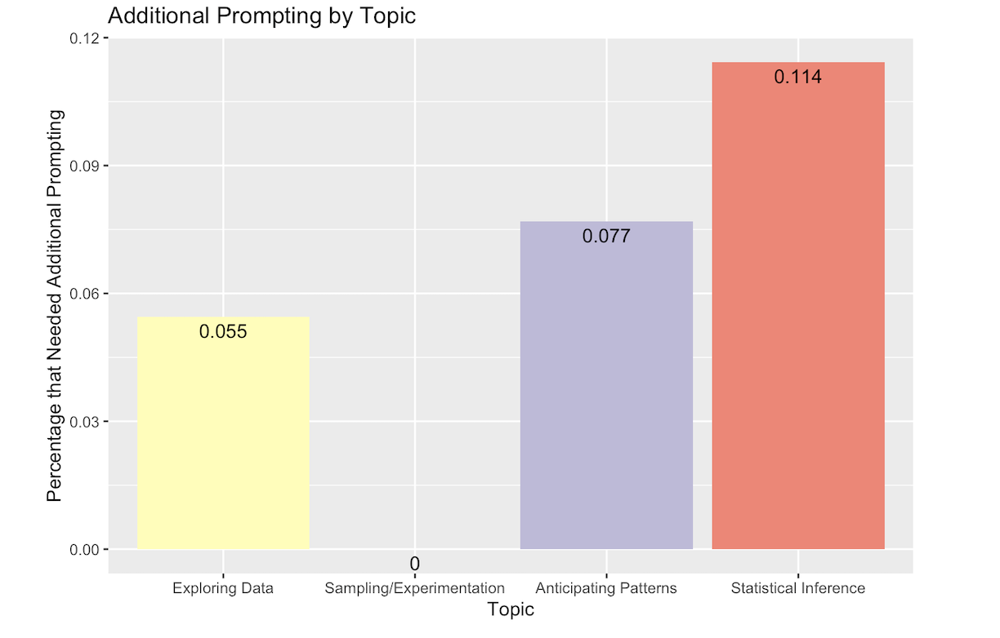 Additional Prompting by Topic
Percentage that Needed Additional Prompting
0.12
0.09
0.06
0.03
0.00
0.055
0
0.077
0.114
Exploring Data
Sampling/Experimentation
Anticipating Patterns
Statistical Inference
Topic